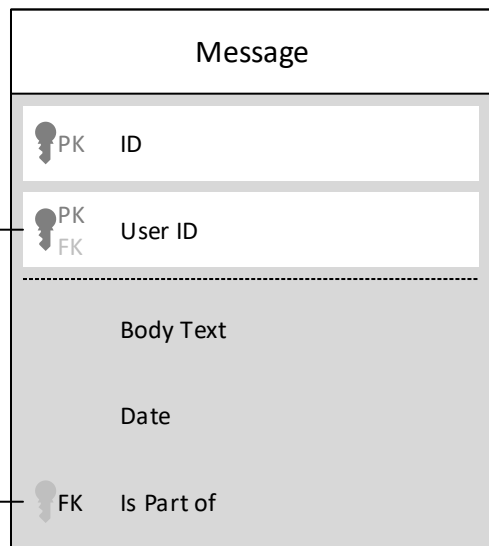 Message
PK ID
PK
FK User ID
Body Text
Date
FK Is Part of